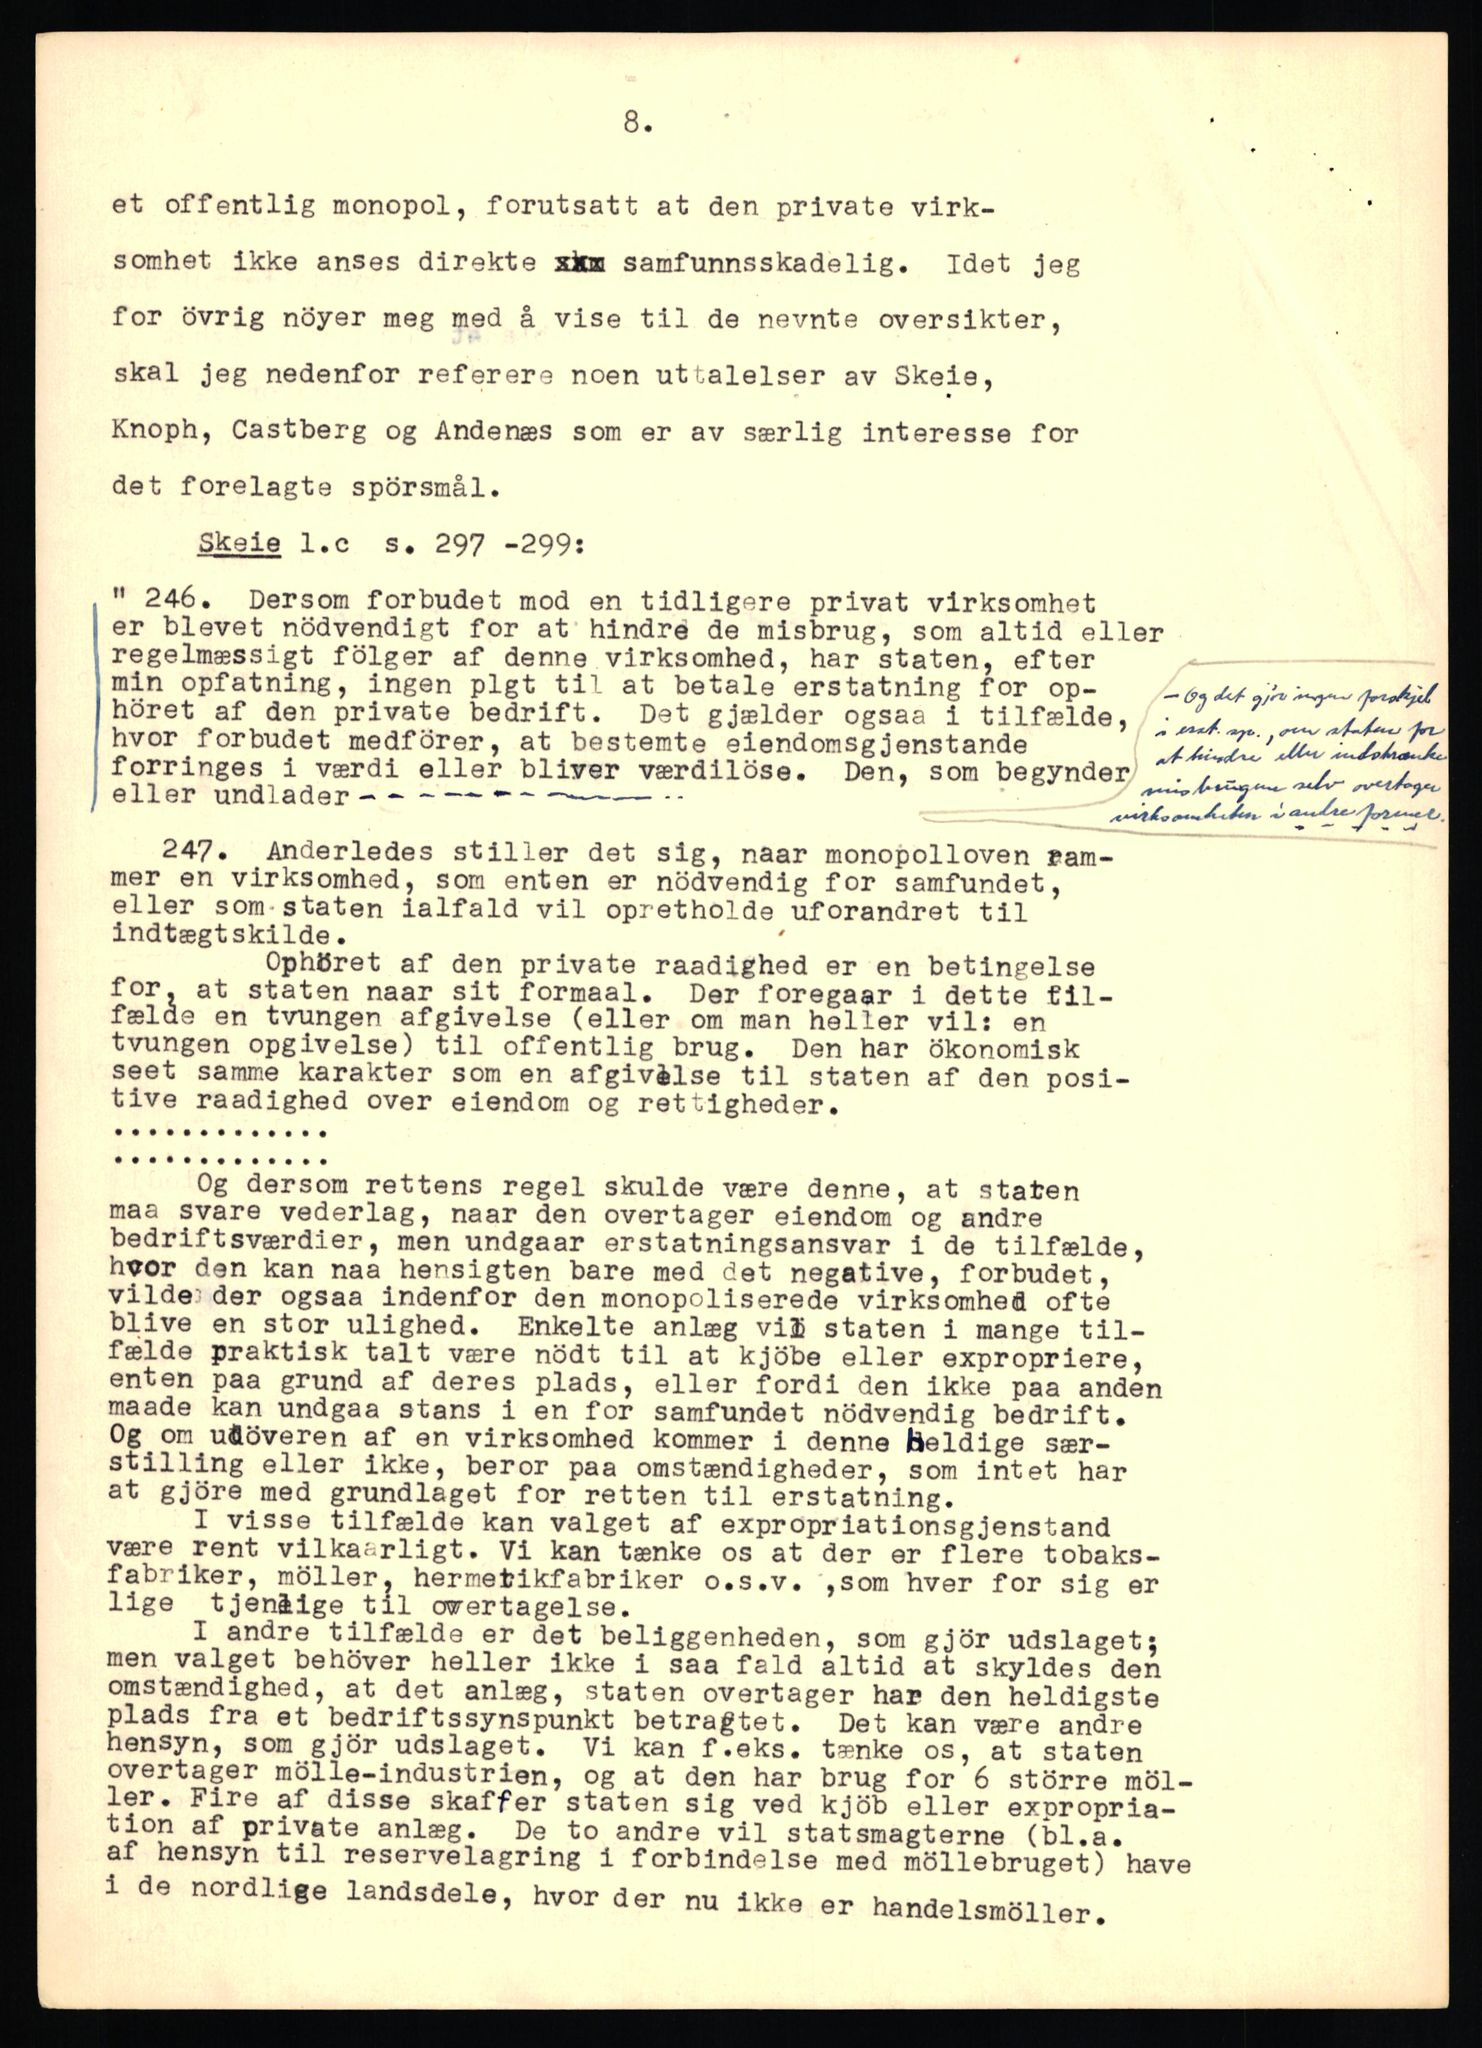 8.
et offentlig monopol, forutsatt at den private virk-
somhet ikke anses direkte xxx samfunnsskadelig. Idet jeg
for övrig nöyer meg med å vise til de nevnte oversikter,
skal jeg nedenfor referere noen uttalelser av Skeie,
Knoph, Castberg og Andenæs som er av særlig interesse for
det forelagte spörsmål.
Skeie l.c s. 297 -299:
" 246. Dersom forbudet mod en tidligere privat virksomhet
er blevet nödvendigt for at hindre de misbrug, som altid eller
regelmæssigt fölger af denne virksomhed, har staten, efter
min opfatning, ingen plgt til at betale erstatning for op-
höret af den private bedrift. Det gjælder ogsaa i tilfælde,
hvor forbudet medförer, at bestemte eiendomsgjenstande
forringes i værdi eller bliver værdilöse. Den, som begynder
eller undlader - - - - - - - - - - -
- Og det gjör ingen forskjel
i erst. sp., om staten for
at hindre eller indskrænke
misbrugene selv overtager
virksomheten i andre former.
247. Anderledes stiller det sig, naar monopolloven ram-
mer en virksomhed, som enten er nödvendig for samfundet,
eller som staten ialfald vil opretholde uforandret til
indtægtskilde.
Ophöret af den private raadighed er en betingelse
for, at staten naar sit formaal. Der foregaar i dette til-
fælde en tvungen afgivelse (eller om man heller vil: en
tvungen opgivelse) til offentlig brug. Den har ökonomisk
seet samme karakter som en afgivelse til staten af den posi-
tive raadighed over eiendom og rettigheder.
.............
.............
Og dersom rettens regel skulde være denne, at staten
maa svare vederlag, naar den overtager eiendom og andre
bedriftsværdier, men undgaar erstatningsansvar i de tilfælde,
hvor den kan naa hensigten bare med det negative, forbudet,
vilde der ogsaa indenfor den monopoliserede virksomhed ofte
blive en stor ulighed. Enkelte anlæg vil staten i mange til-
fælde praktisk talt være nödt til at kjöbe eller expropriere,
enten paa grund af deres plads, eller fordi den ikke paa anden
maade kan undgaa stans i en for samfundet nödvendig bedrift.
Og om udöveren af en virksomhed kommer i denne heldige sær-
stilling eller ikke, beror paa omstændigheder, som intet har
at gjöre med grundlaget for retten til erstatning.
I visse tilfælde kan valget af expropriationsgjenstand
være rent vilkaarligt. Vi kan tænke os at der er flere tobaks-
fabriker, möller, hermetikfabriker o.s.v. ,som hver for sig er
lige tjenlige til overtagelse.
I andre tilfælde er det beliggenheden, som gjör udslaget;
men valget behöver heller ikke i saa fald altid at skyldes den
omstændighed, at det anlæg, staten overtager har den heldigste
plads fra et bedriftssynspunkt betragtet. Det kan være andre
hensyn, som gjör udslaget. Vi kan f.eks. tænke os, at staten
overtager mölle-industrien, og at den har brug for 6 större möl-
ler. Fire af disse skaffer staten sig ved kjöb eller expropria-
tion af private anlæg. De to andre vil statsmagterne (bl.a.
af hensyn til reservelagring i forbindelse med möllebruget) have
i de nordlige landsdele, hvor der nu ikke er handelsmöller.